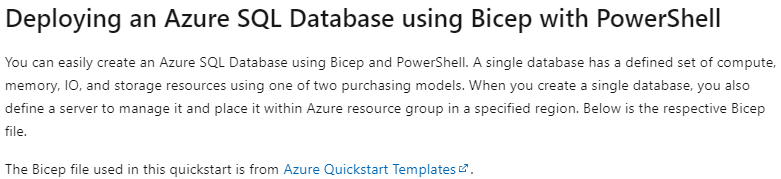 Deploying an Azure SQL Database using Bicep with PowerShell
You can easily create an Azure SQL Database using Bicep and PowerShell. A single database has a defined set of compute,
memory, IO, and storage resources using one of two purchasing models. When you create a single database, you also
define a server to manage it and place it within Azure resource group in a specified region. Below is the respective Bicep
file.
The Bicep file used in this quickstart is from Azure Quickstart Templates.